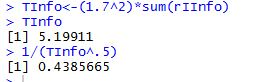 > TInfo<-(1.7^2)*sum(rIInfo)
> TInfo
[1] 5.19911
> 1/(TInfo^.5)
[1] 0.4385665